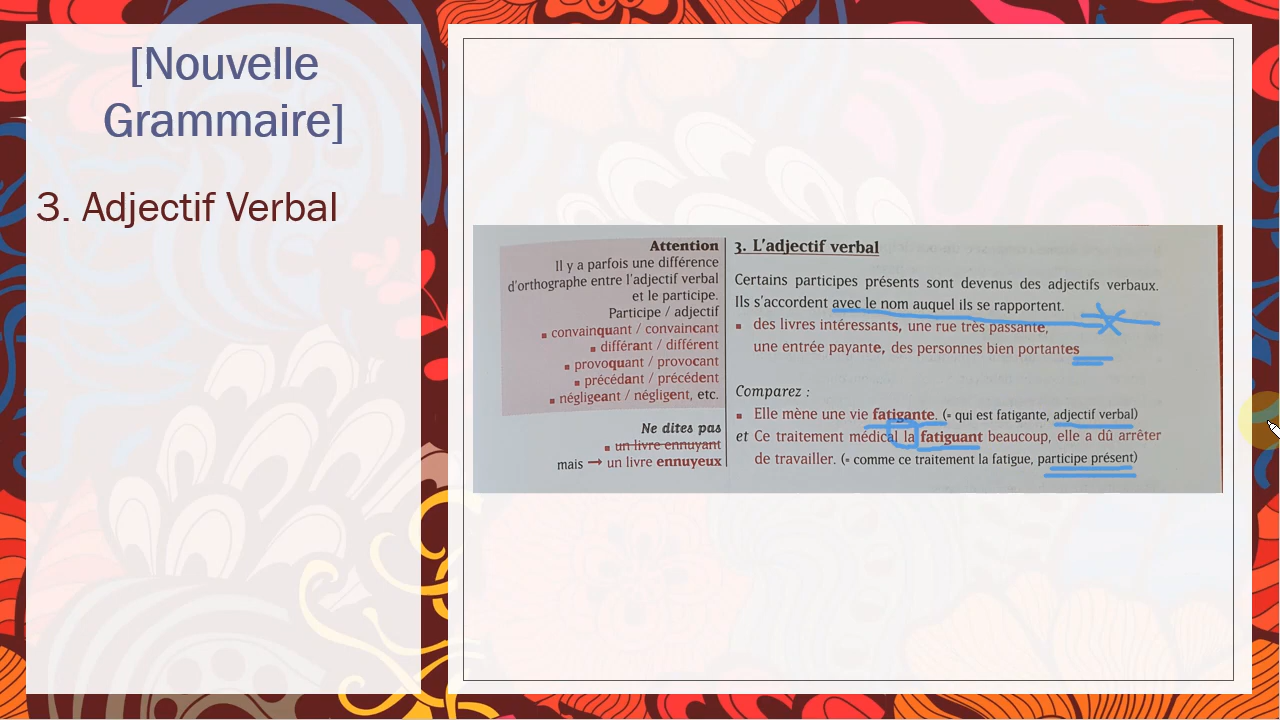 [Nouvelle
Grammaire]
3. Adjectif Verbal
Attention
Il y a parfois une différence
d'orthographe entre l'adjectif verbal
et le participe.
Participe / adjectif
▪ convainquant / convaincant
▪ différant / différent
▪ provoquant / provocant
▪ précédant / précédent
▪ négligeant / négligent, etc.
Ne dites pas
▪ un livre ennuyant
mais → un livre ennuyeux
3. L'adjectif verbal
Certains participes présents sont devenus des adjectifs verbaux.
Ils s'accordent avec le nom auquel ils se rapportent.
▪ des livres intéressants, une rue très passante,
une entrée payante, des personnes bien portantes
Comparez :
▪ Elle mène une vie fatigante. (= qui est fatigante, adjectif verbal)
et Ce traitement médical la fatiguant beaucoup, elle a dû arrêter
de travailler. (= comme ce traitement la fatigue, participe présent)